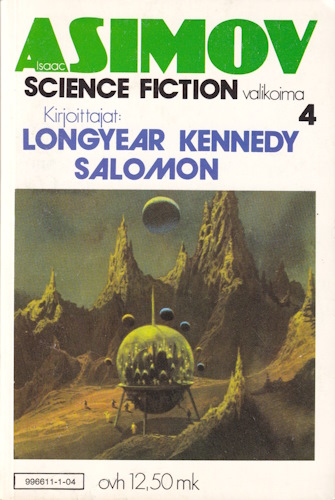 Isaac ASIMOV
SCIENCE FICTION valikoima
4
Kirjoittajat:
LONGYEAR KENNEDY
SALOMON
996611-1-04
ovh 12,50 mk